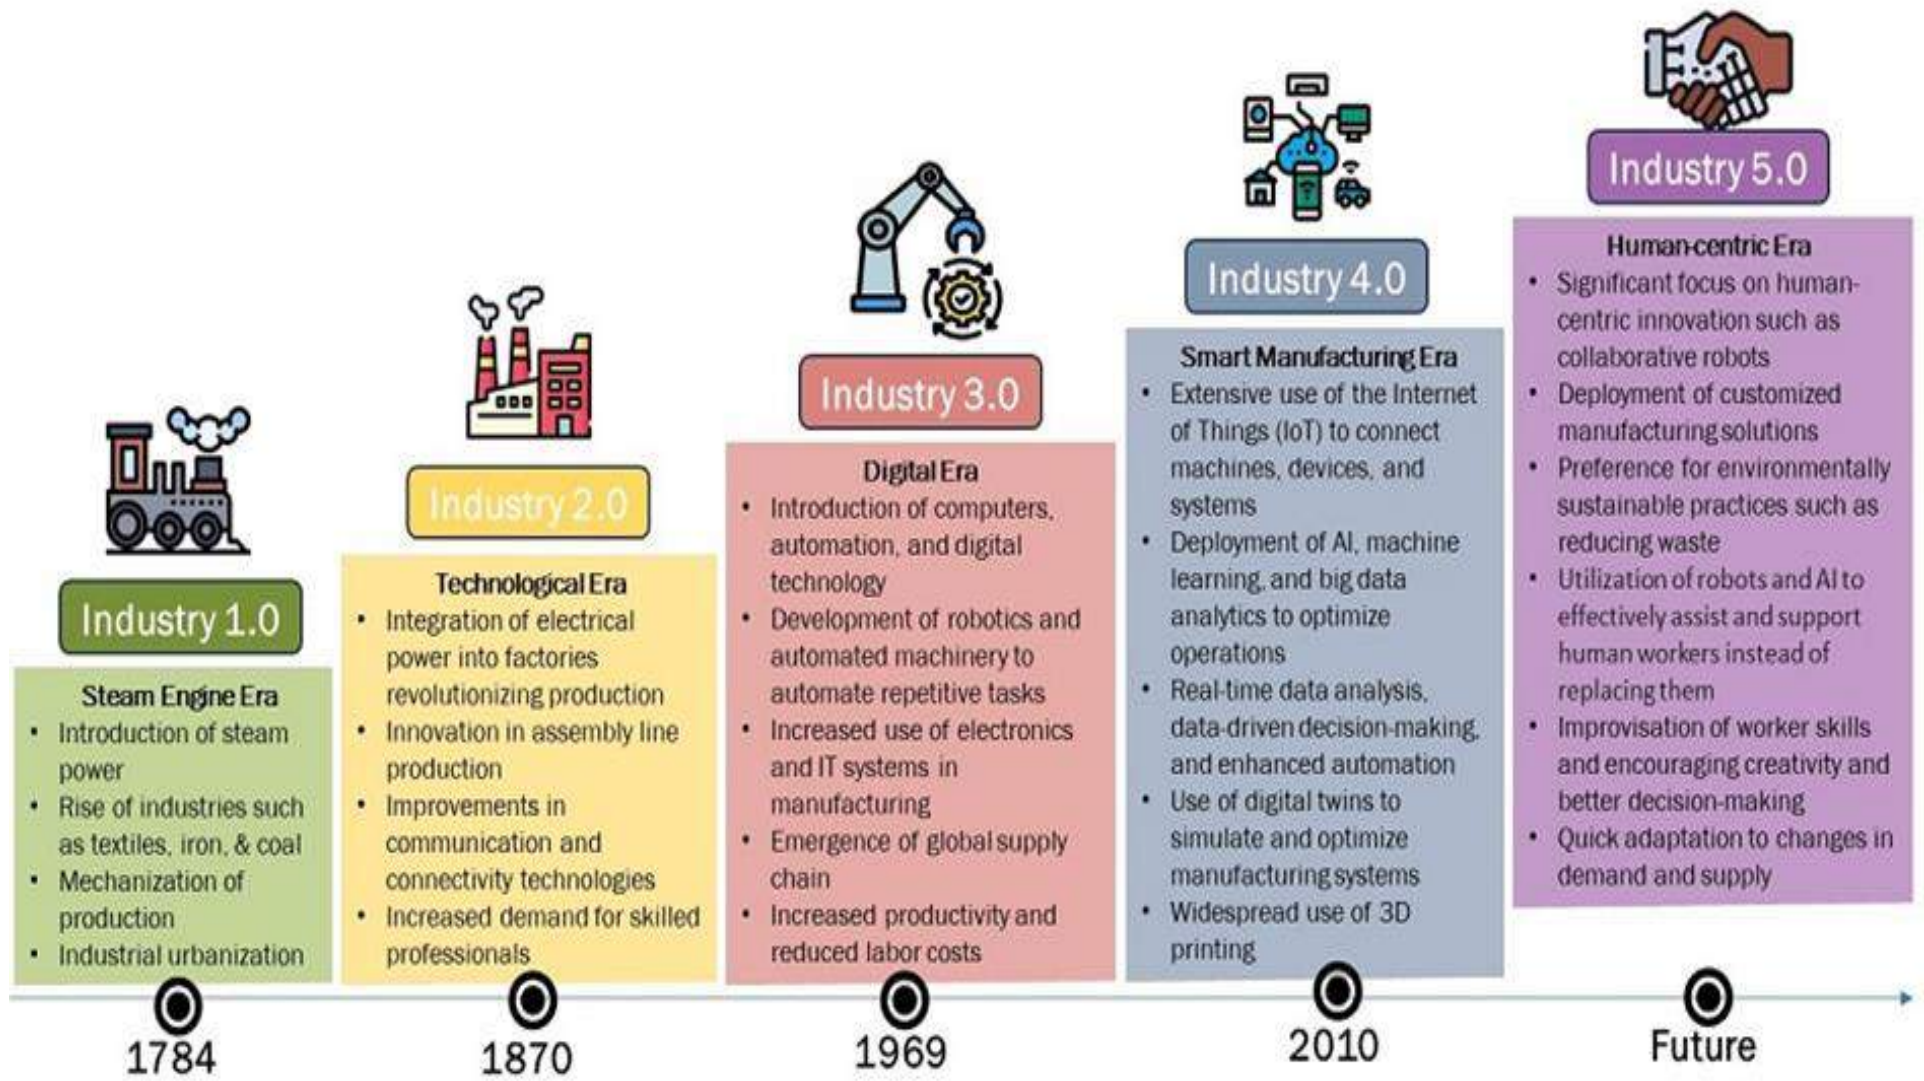 Industry 1.0
Steam Engine Era
• Introduction of steam
power
• Rise of industries such
as textiles, iron, & coal
• Mechanization of
production
• Industrial urbanization
1784
Industry 2.0
Technological Era
• Integration of electrical
power into factories
revolutionizing production
• Innovation in assembly line
production
• Improvements in
communication and
connectivity technologies
• Increased demand for skilled
professionals
1870
Industry 3.0
Digital Era
• Introduction of computers,
automation, and digital
technology
• Development of robotics and
automated machinery to
automate repetitive tasks
• Increased use of electronics
and IT systems in
manufacturing
• Emergence of global supply
chain
• Increased productivity and
reduced labor costs
1969
Industry 4.0
Smart Manufacturing Era
• Extensive use of the Internet
of Things (IoT) to connect
machines, devices, and
systems
• Deployment of AI, machine
learning, and big data
analytics to optimize
operations
• Real-time data analysis,
data-driven decision-making,
and enhanced automation
• Use of digital twins to
simulate and optimize
manufacturing systems
• Widespread use of 3D
printing
2010
Industry 5.0
Human-centric Era
• Significant focus on human-
centric innovation such as
collaborative robots
• Deployment of customized
manufacturing solutions
• Preference for environmentally
sustainable practices such as
reducing waste
• Utilization of robots and AI to
effectively assist and support
human workers instead of
replacing them
• Improvisation of worker skills
and encouraging creativity and
better decision-making
• Quick adaptation to changes in
demand and supply
Future